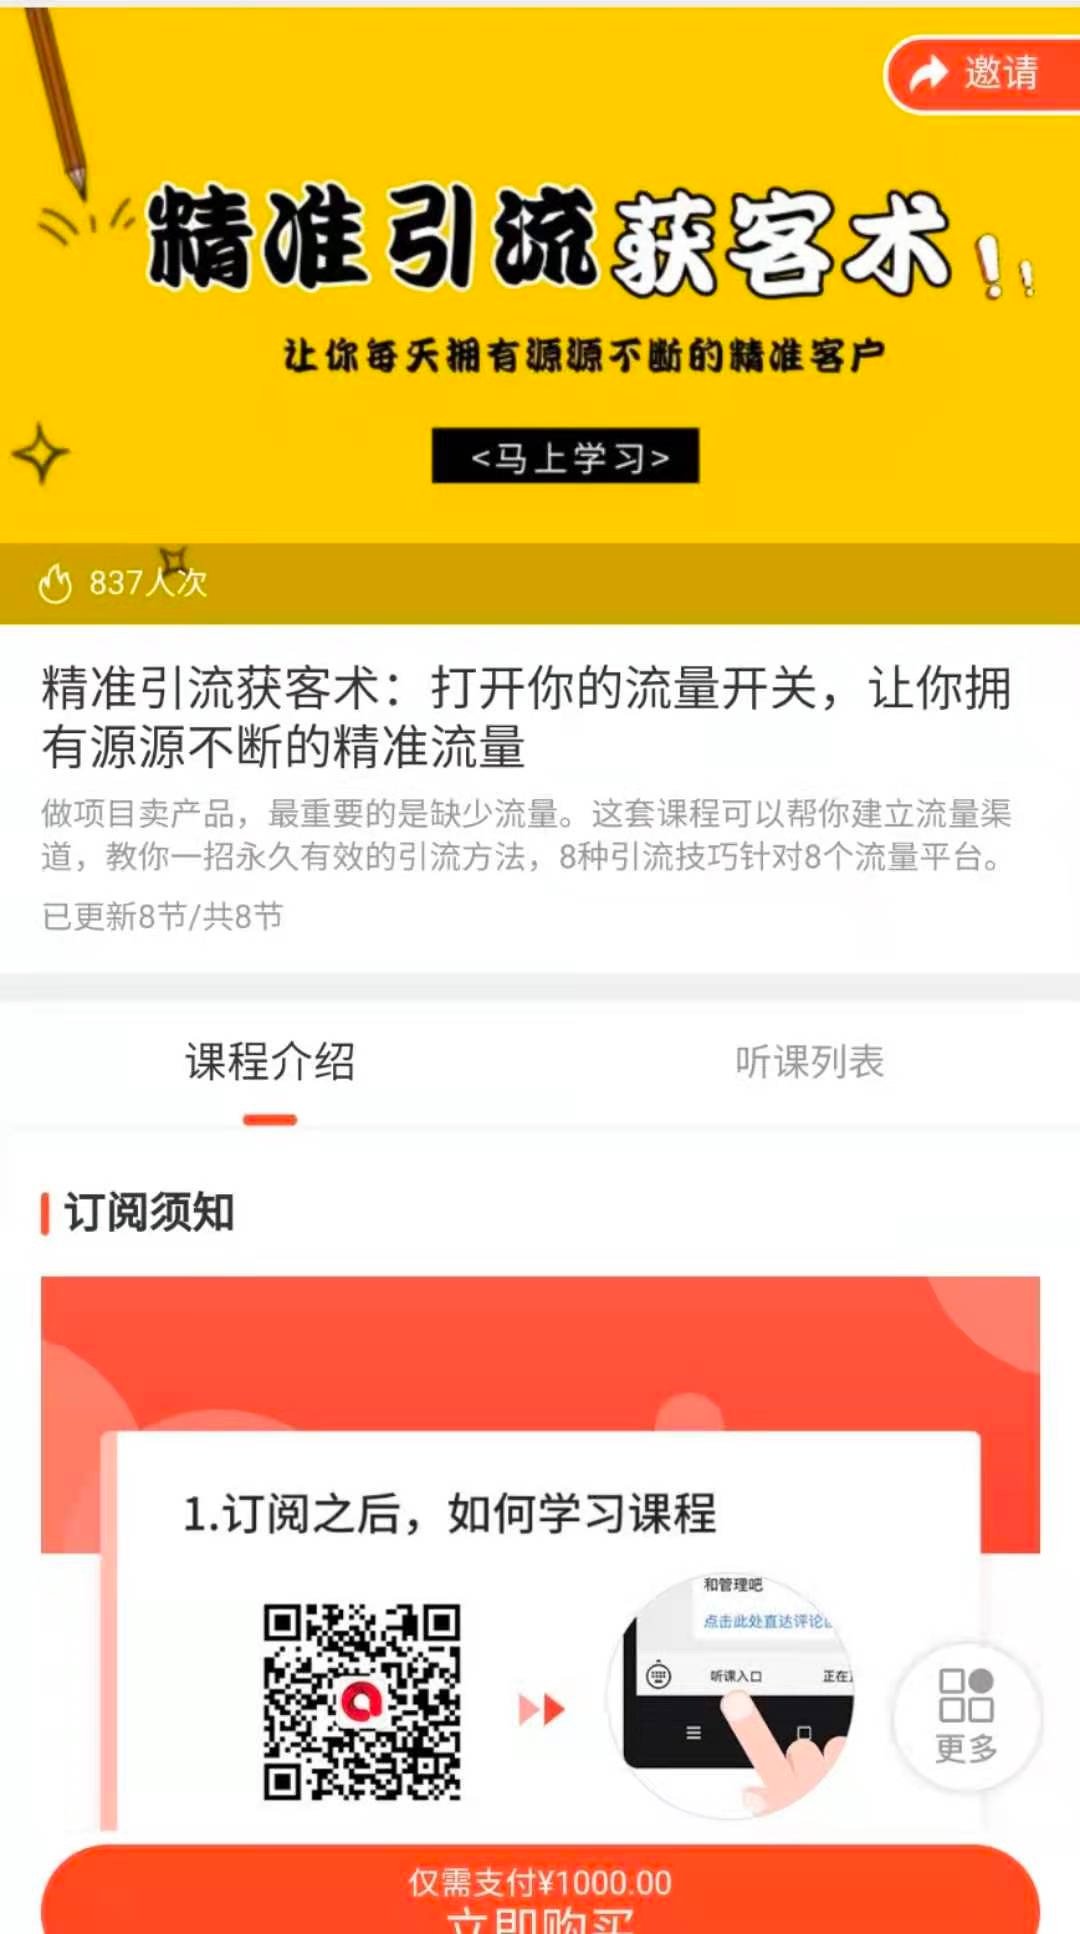 邀请
精准引流获客术!!
让你每天拥有源源不断的精准客户
<马上学习>
837人次
精准引流获客术：打开你的流量开关，让你拥
有源源不断的精准流量
做项目卖产品，最重要的是缺少流量。这套课程可以帮你建立流量渠
道，教你一招永久有效的引流方法，8种引流技巧针对8个流量平台。
已更新8节/共8节
课程介绍
听课列表
订阅须知
1.订阅之后，如何学习课程
和管理吧
点击此处直达评论
听课入口
正在
更多
仅需支付¥1000.00
立即购买